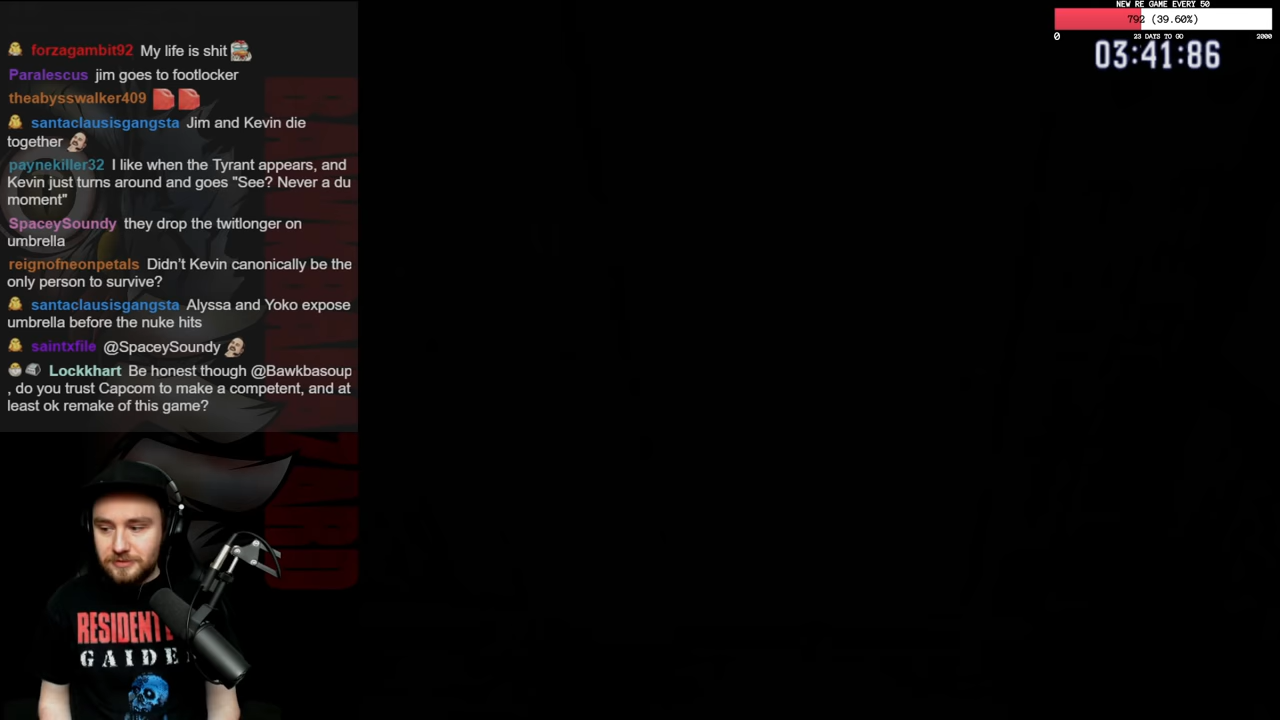 forzagambit92 My life is shit
Paralescus jim goes to footlocker
theabysswalker409
santaclausisgangsta Jim and Kevin die
together
paynekiller32 I like when the Tyrant appears, and
Kevin just turns around and goes "See? Never a du
moment"
SpaceySoundy they drop the twitlonger on
umbrella
reignofneonpetals Didn't Kevin canonically be the
only person to survive?
santaclausisgangsta Alyssa and Yoko expose
umbrella before the nuke hits
saintxfile @SpaceySoundy
Lockkhart Be honest though @Bawkbasoup
, do you trust Capcom to make a competent, and at
least ok remake of this game?
NEW RE GAME EVERY 50
792 (39.60%)
0 23 DAYS TO GO 2000
03:41:86
RESIDENT
GAIDE